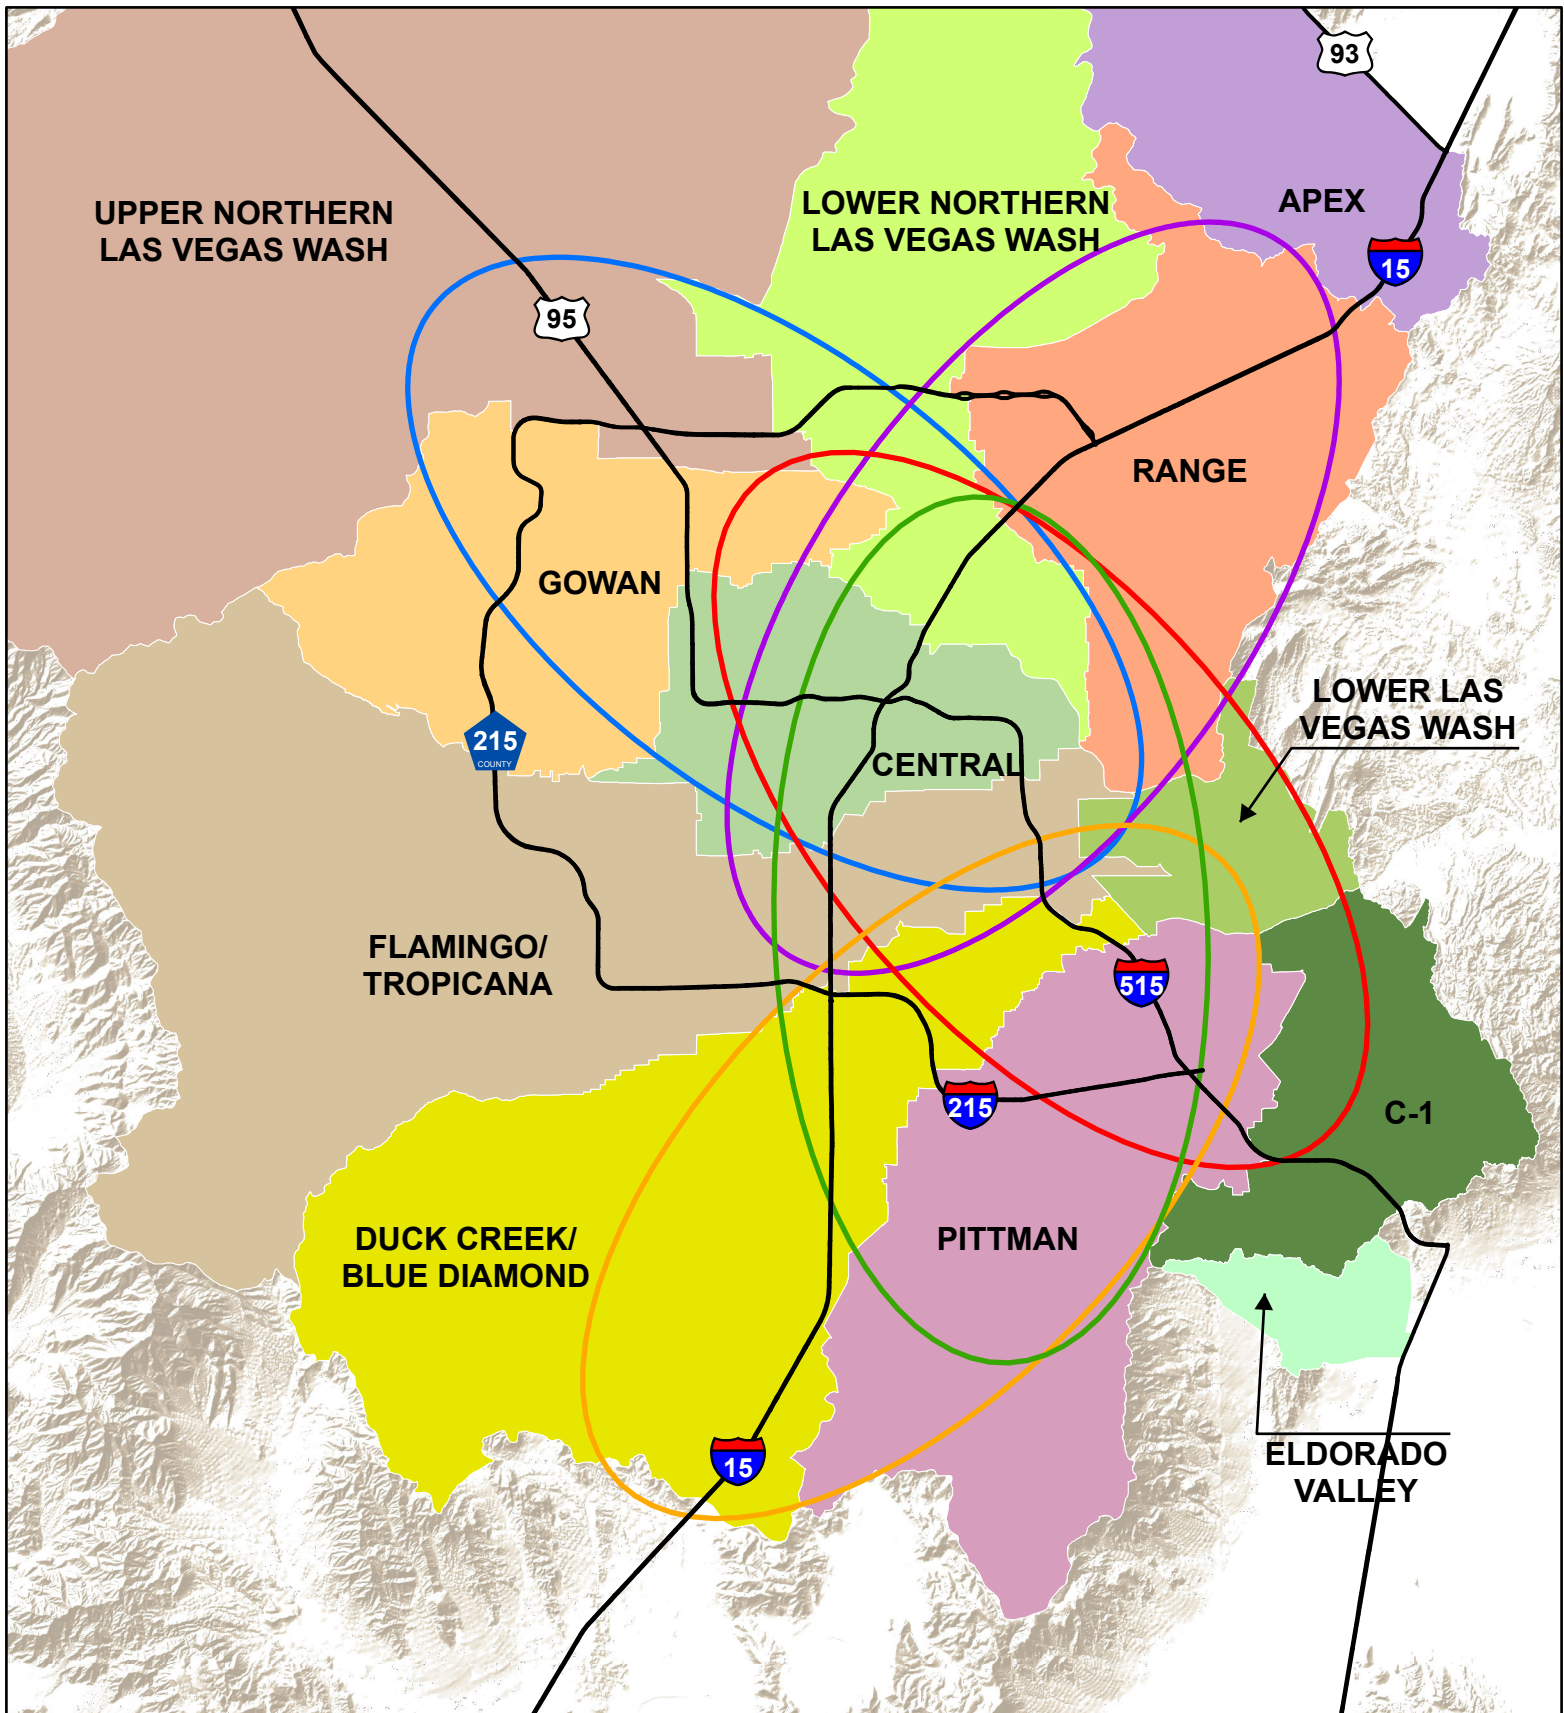 93
UPPER NORTHERN
LAS VEGAS WASH
LOWER NORTHERN
LAS VEGAS WASH
APEX
15
95
RANGE
GOWAN
LOWER LAS
VEGAS WASH
215
COUNTY
CENTRAL
FLAMINGO/
TROPICANA
515
215
C-1
DUCK CREEK/
BLUE DIAMOND
PITTMAN
15
ELDORADO
VALLEY